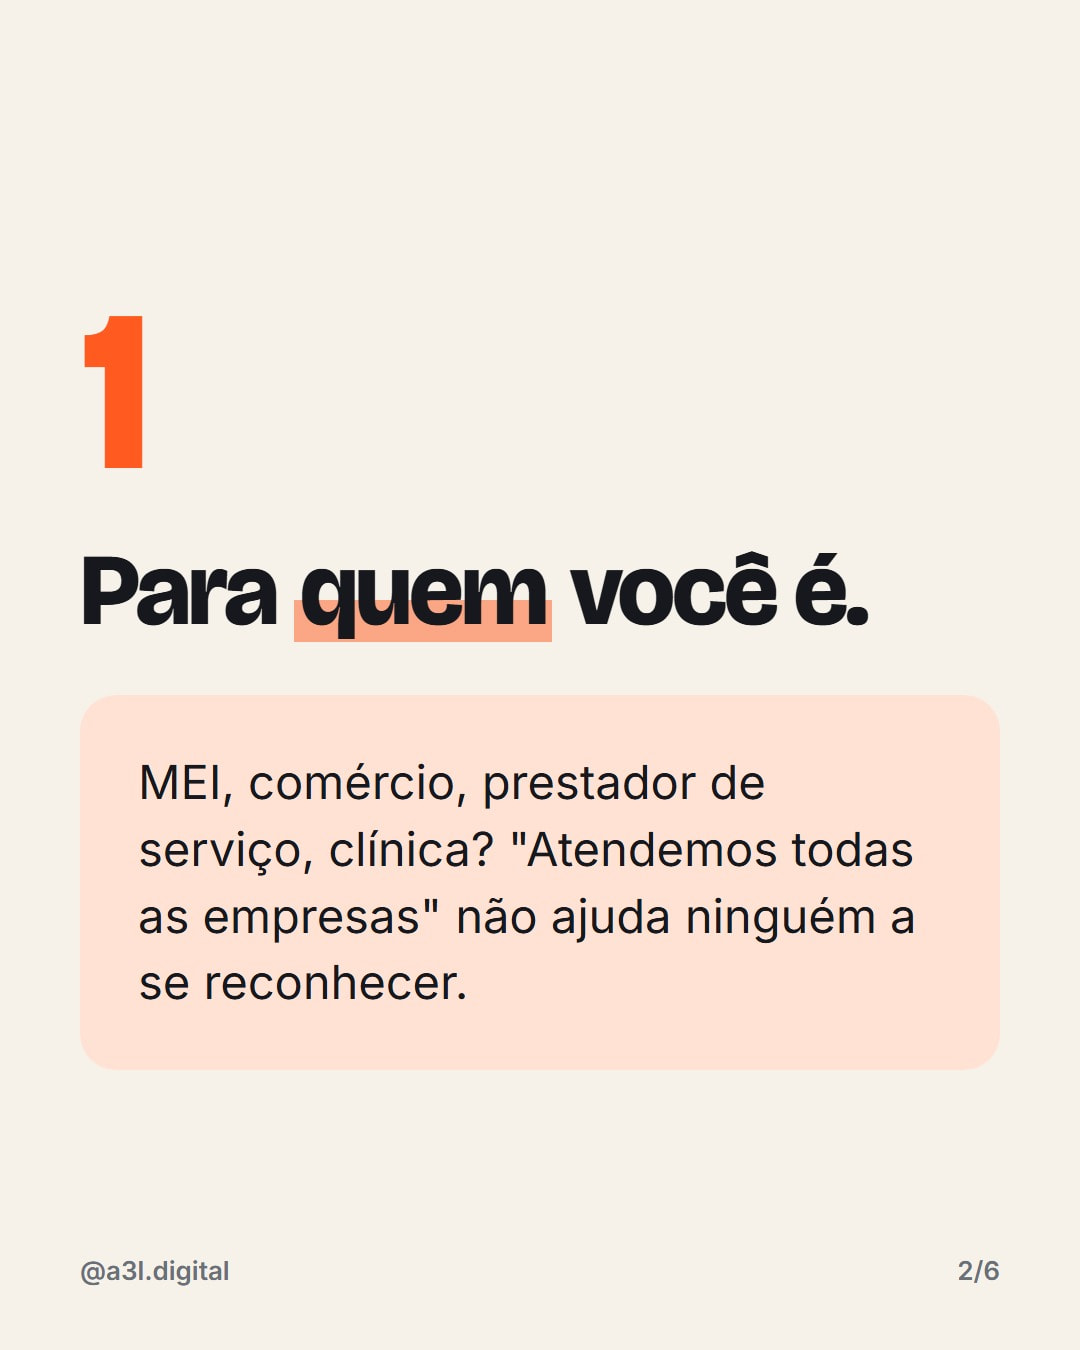 1
Para quem você é.
MEI, comércio, prestador de
serviço, clínica? "Atendemos todas
as empresas" não ajuda ninguém a
se reconhecer.
@a3l.digital
2/6